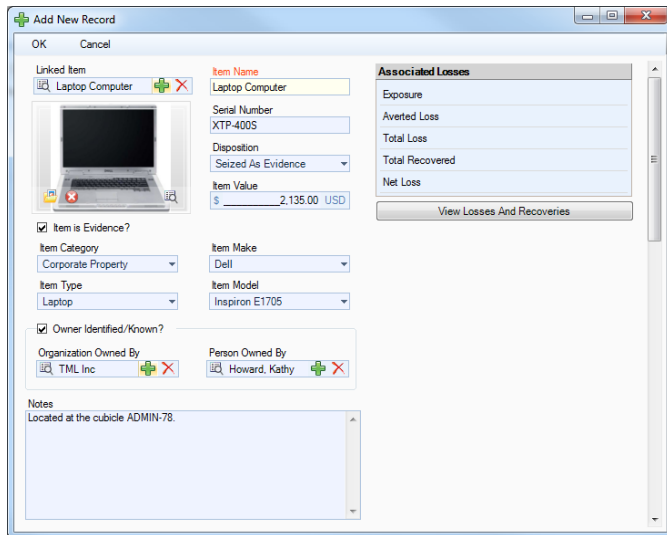 Add New Record
OK Cancel
Linked Item
Laptop Computer
Item Name
Laptop Computer
Serial Number
XTP-400S
Disposition
Seized As Evidence
Item Value
$ __________2,135.00 USD
Item is Evidence?
Item Category
Corporate Property
Item Make
Dell
Item Type
Laptop
Item Model
Inspiron E1705
Owner Identified/Known?
Organization Owned By
TML Inc
Person Owned By
Howard, Kathy
Notes
Located at the cubicle ADMIN-78.
Associated Losses
Exposure
Averted Loss
Total Loss
Total Recovered
Net Loss
View Losses And Recoveries